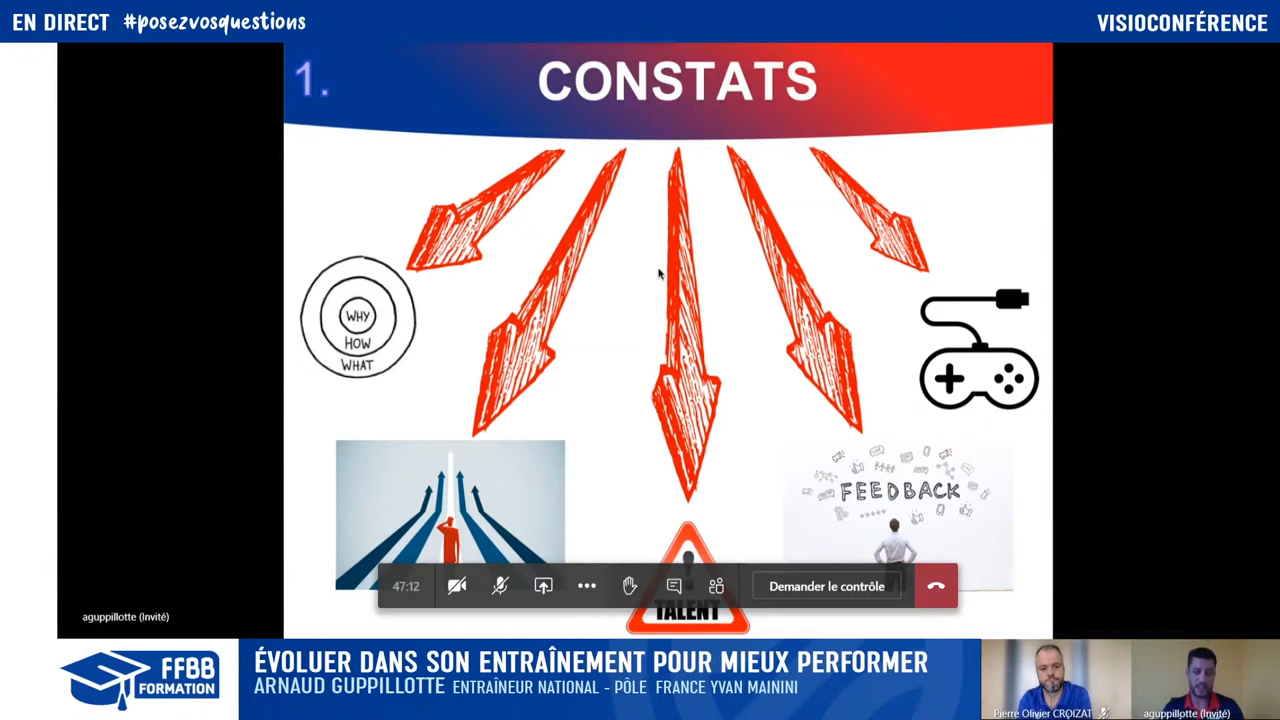 EN DIRECT #posezvosquestions
VISIOCONFÉRENCE
1. CONSTATS
WHY
HOW
WHAT
FEEDBACK
TALENT
47:12
Demander le contrôle
aguppillotte (Invité)
FFBB
FORMATION
ÉVOLUER DANS SON ENTRAÎNEMENT POUR MIEUX PERFORMER
ARNAUD GUPPILLOTTE ENTRAÎNEUR NATIONAL - PÔLE FRANCE YVAN MAININI
Pierre Olivier CROIZAT
aguppillotte (Invité)